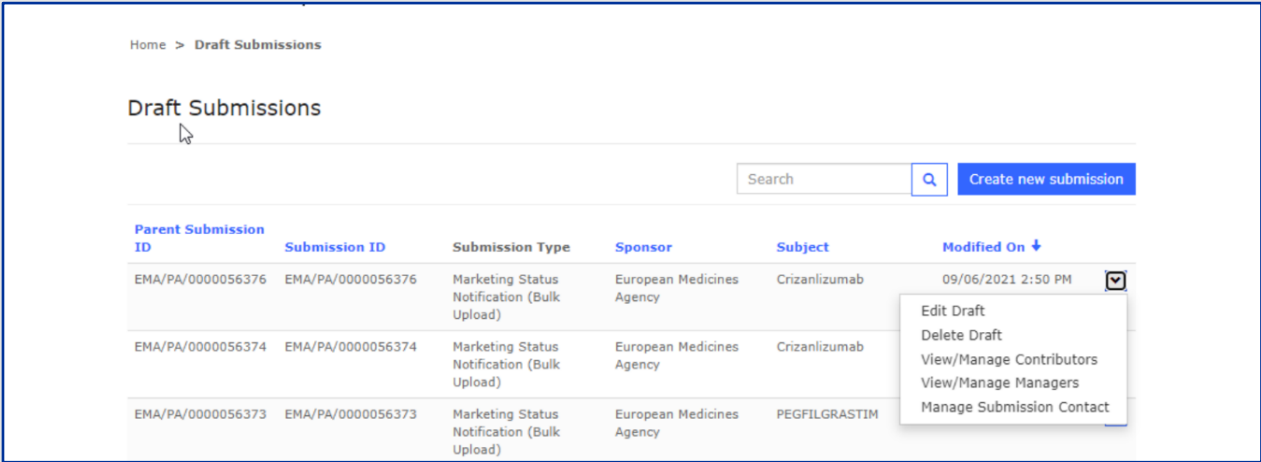 Home > Draft Submissions
Draft Submissions
Search
Create new submission
Parent Submission
ID
Submission ID
Submission Type
Sponsor
Subject
Modified On
EMA/PA/0000056376
EMA/PA/0000056376
Marketing Status
Notification (Bulk
Upload)
European Medicines
Agency
Crizanlizumab
09/06/2021 2:50 PM
Edit Draft
Delete Draft
View/Manage Contributors
View/Manage Managers
Manage Submission Contact
EMA/PA/0000056374
EMA/PA/0000056374
Marketing Status
Notification (Bulk
Upload)
European Medicines
Agency
Crizanlizumab
EMA/PA/0000056373
EMA/PA/0000056373
Marketing Status
Notification (Bulk
Upload)
European Medicines
Agency
PEGFILGRASTIM